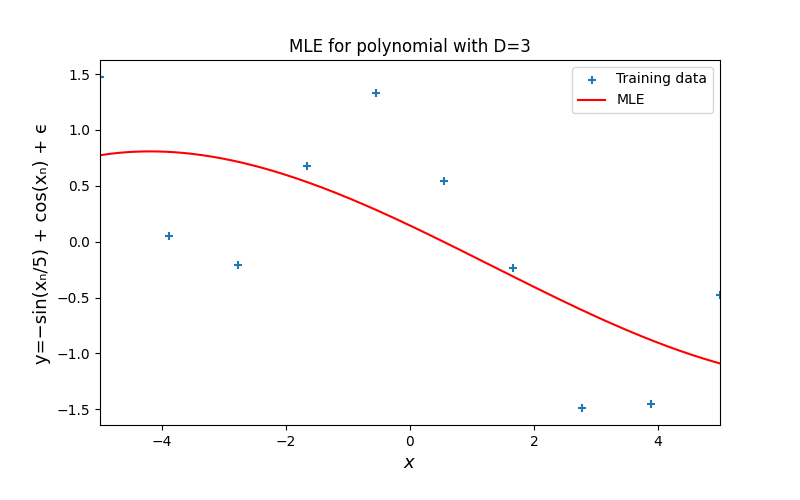 MLE for polynomial with D=3
Training data
MLE
y=−sin(xₙ/5) + cos(xₙ) + ϵ
1.5
1.0
0.5
0.0
−0.5
−1.0
−1.5
−4 −2 0 2 4
x